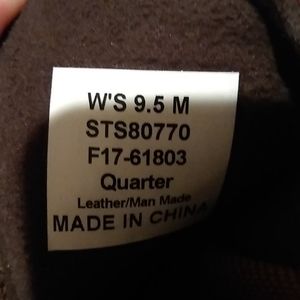 W'S 9.5 M
STS80770
F17-61803
Quarter
Leather/Man Made
MADE IN CHINA